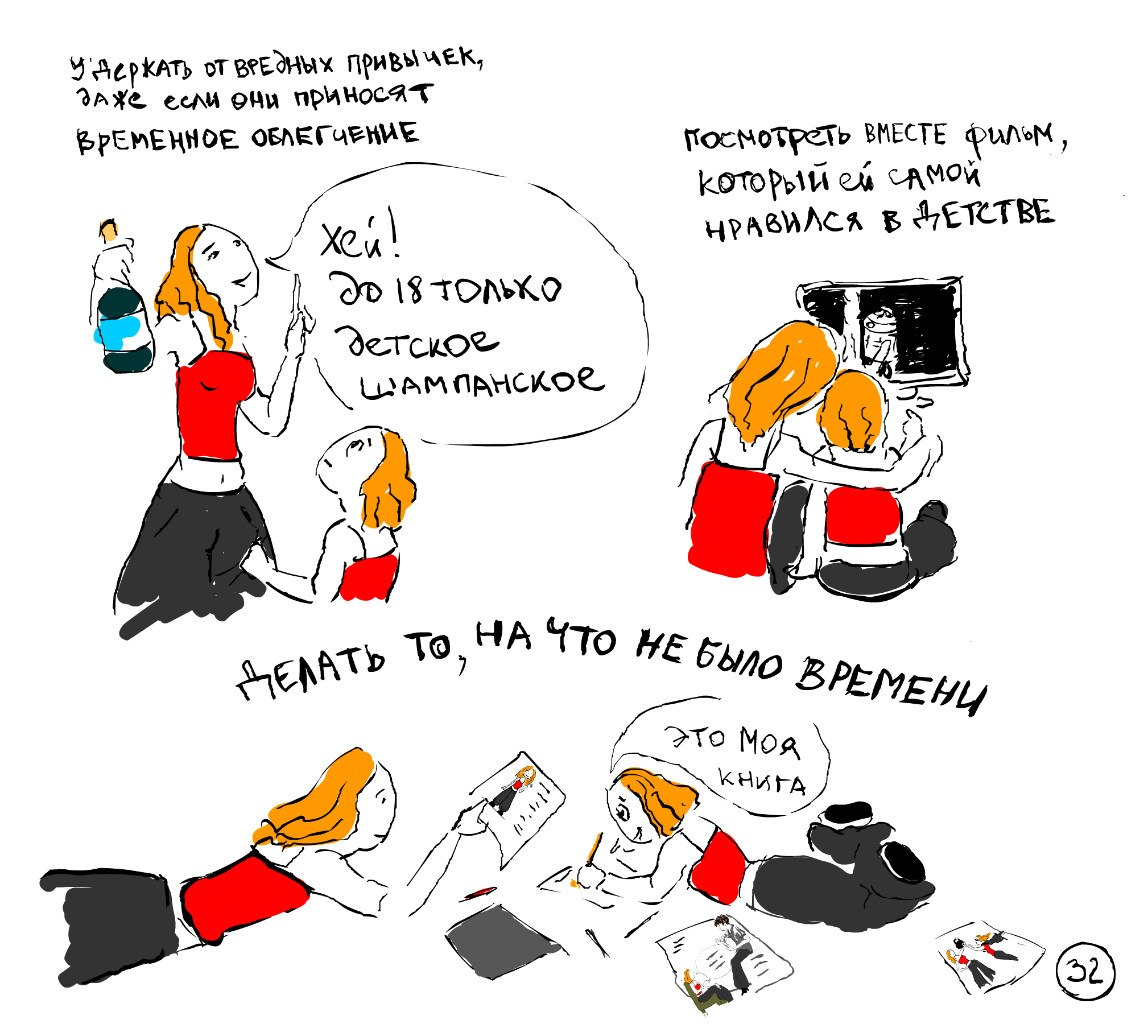 Удержать от вредных привычек,
даже если они приносят
временное облегчение
Хей!
До 18 только
детское
шампанское
посмотреть вместе фильм,
который ей самой
нравился в детстве
Делать то, на что не было времени
Это моя
книга
32